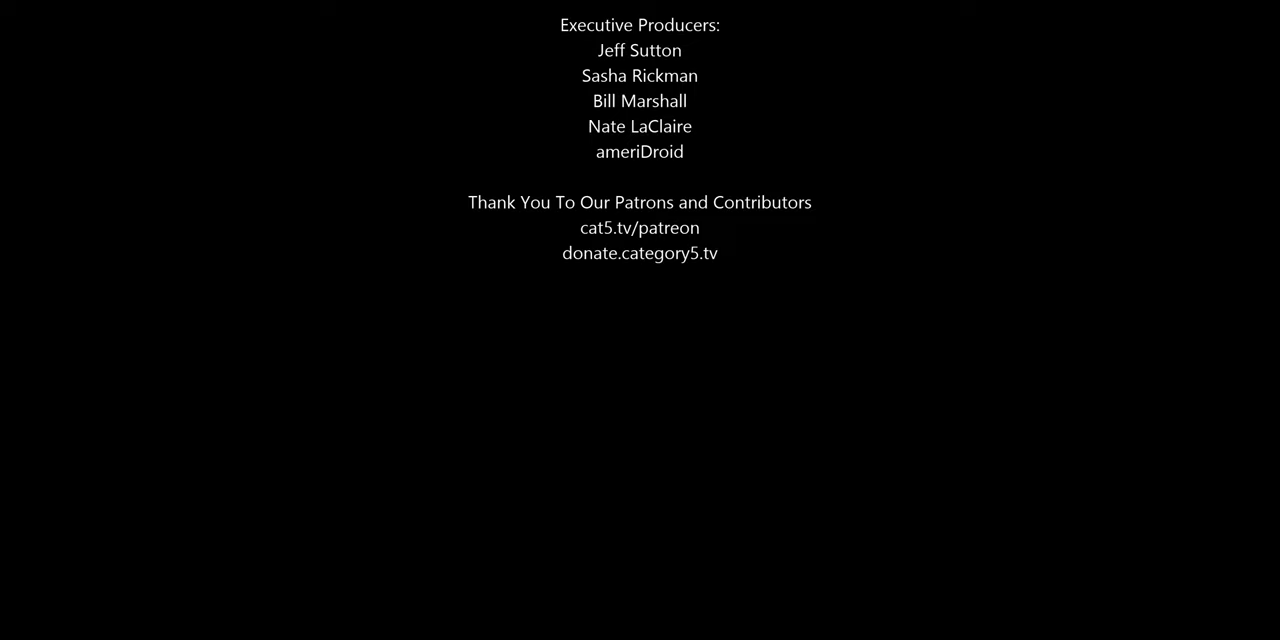 Executive Producers:
Jeff Sutton
Sasha Rickman
Bill Marshall
Nate LaClaire
ameriDroid
Thank You To Our Patrons and Contributors
cat5.tv/patreon
donate.category5.tv